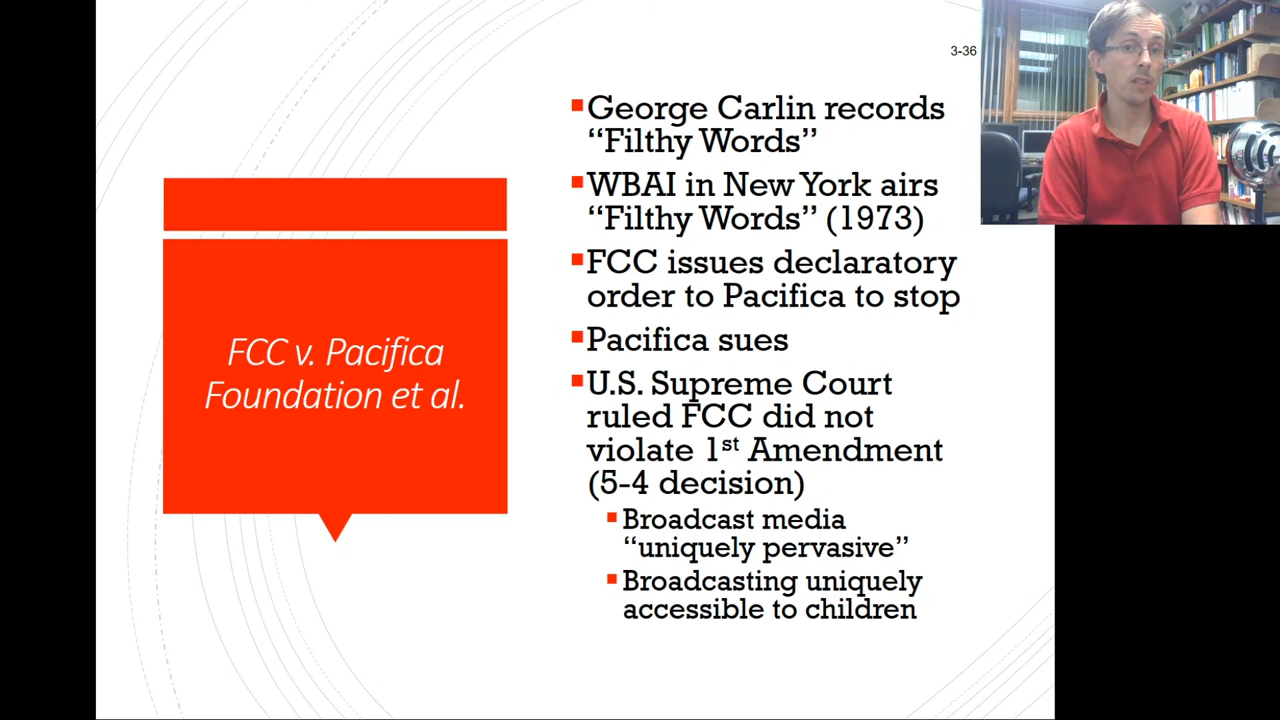 3-36
George Carlin records
“Filthy Words”
WBAI in New York airs
“Filthy Words” (1973)
FCC issues declaratory
order to Pacifica to stop
Pacifica sues
U.S. Supreme Court
ruled FCC did not
violate 1st Amendment
(5-4 decision)
Broadcast media
“uniquely pervasive”
Broadcasting uniquely
accessible to children
FCC v. Pacifica
Foundation et al.